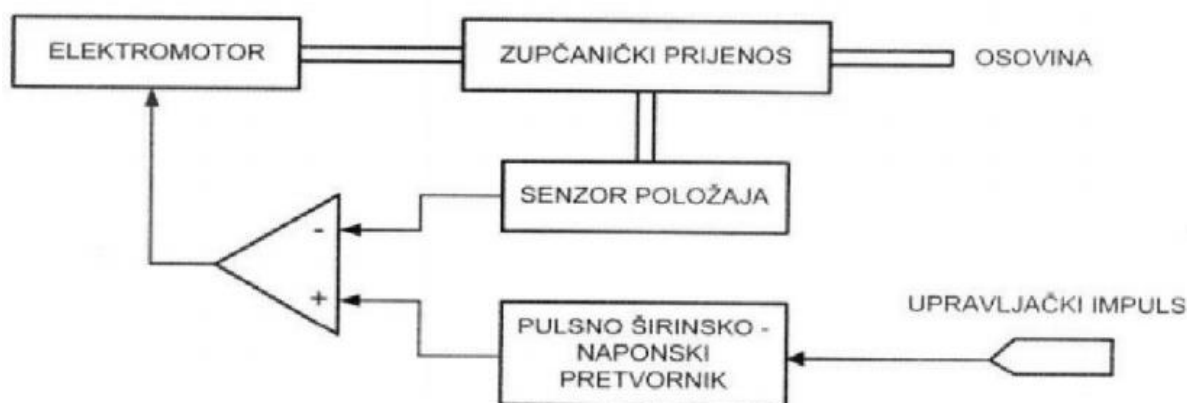 ELEKTROMOTOR
ZUPČANIČKI PRIJENOS
OSOVINA
SENZOR POLOŽAJA
-
+
UPRAVLJAČKI IMPULS
PULSNO ŠIRINSKO -
NAPONSKI
PRETVORNIK